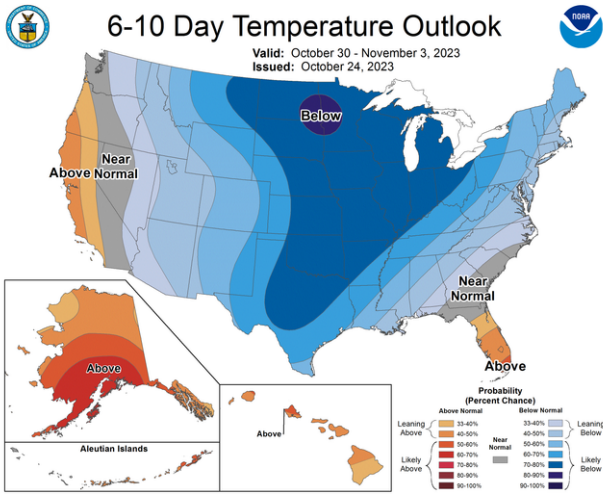 6-10 Day Temperature Outlook
NOAA
Valid: October 30 - November 3, 2023
Issued: October 24, 2023
Below
Above
Near
Normal
Near
Normal
Above
Above
Aleutian Islands
Above
Probability
(Percent Chance)
Above Normal
Below Normal
Leaning
Above
33-40%
40-50%
Likely
Above
50-60%
60-70%
70-80%
80-90%
90-100%
Near
Normal
33-40%
40-50%
Leaning
Below
50-60%
60-70%
70-80%
80-90%
90-100%
Likely
Below